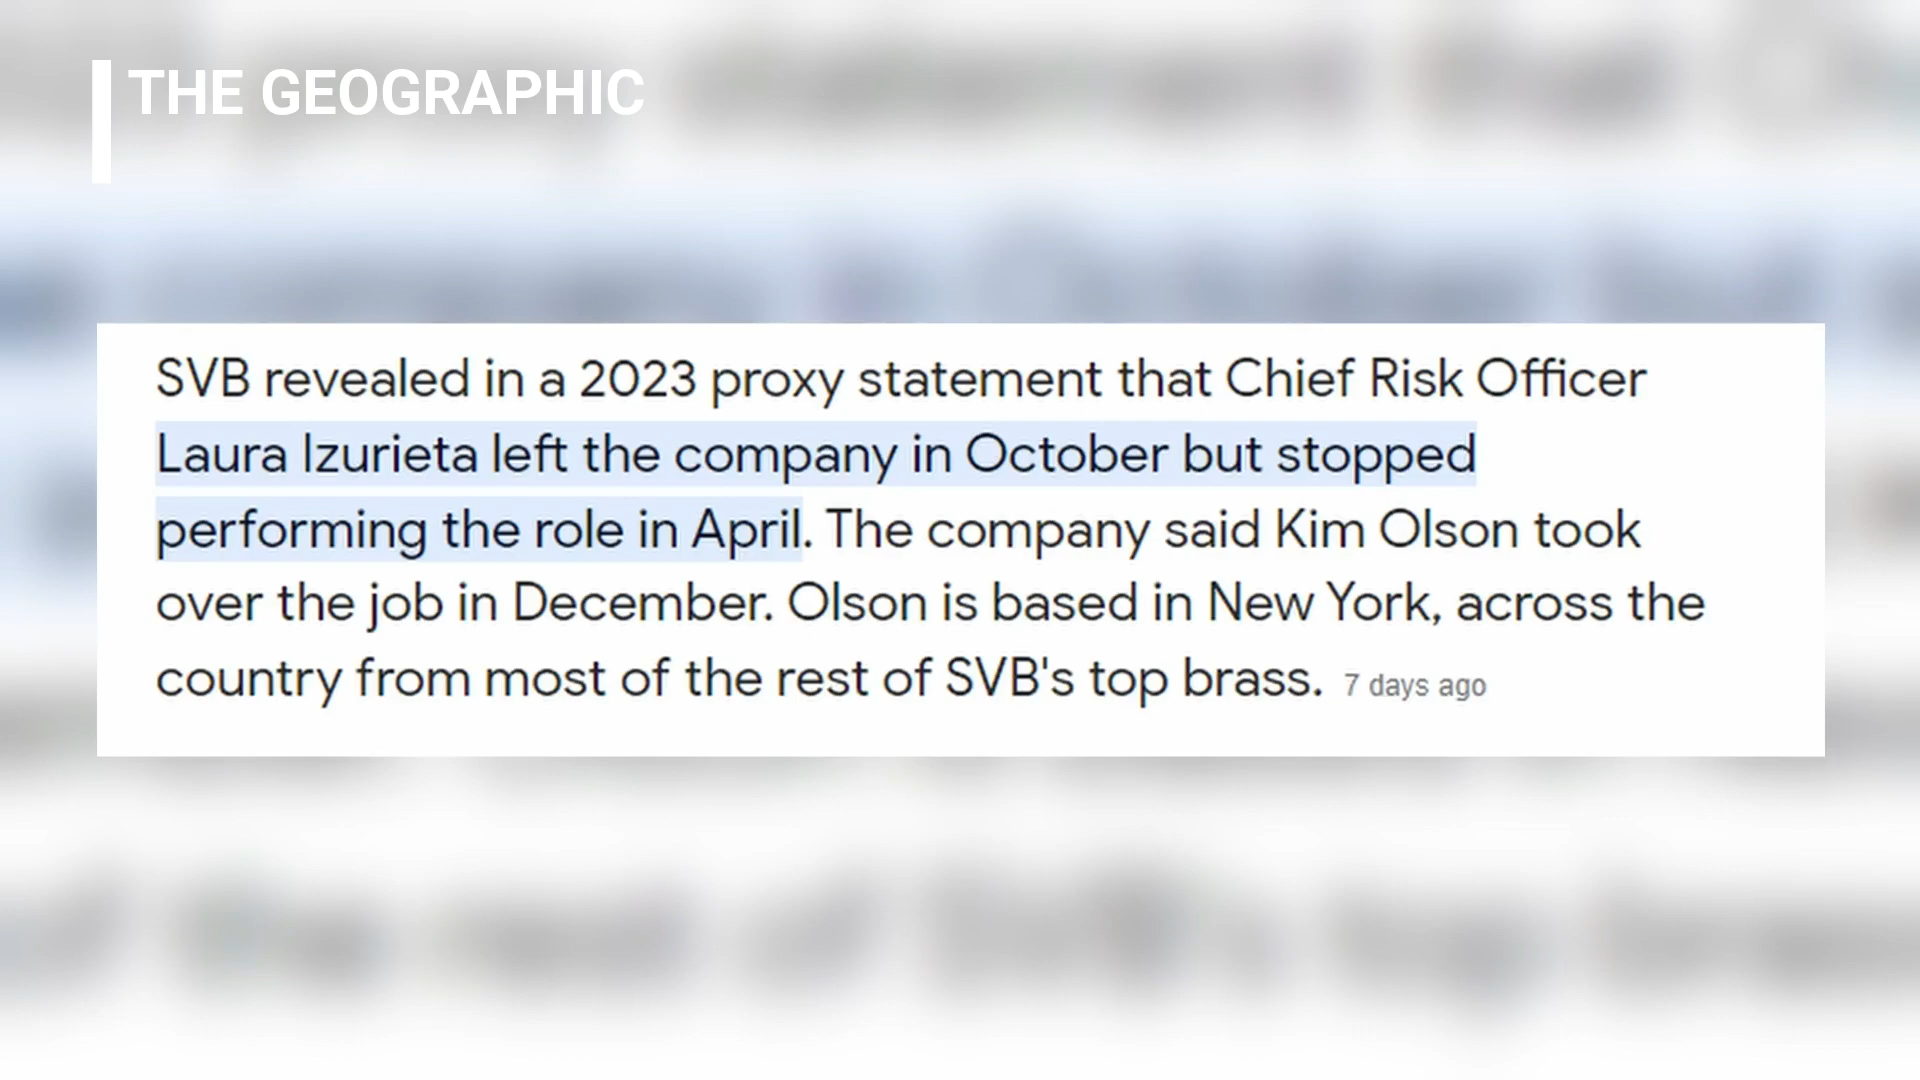 THE GEOGRAPHIC
SVB revealed in a 2023 proxy statement that Chief Risk Officer
Laura Izurieta left the company in October but stopped
performing the role in April. The company said Kim Olson took
over the job in December. Olson is based in New York, across the
country from most of the rest of SVB's top brass. 7 days ago